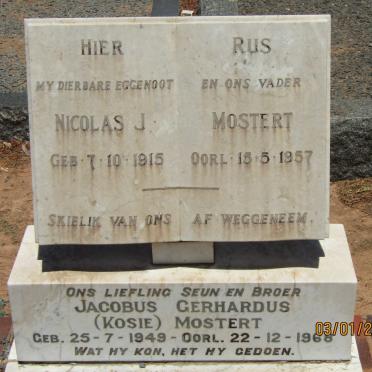 HIER RUS
MY DIERBARE EGGENOOT EN ONS VADER
NICOLAS J. MOSTERT
GEB 7·10·1915 OORL 15·5·1957
SKIELIK VAN ONS AF WEGGENEEM.
ONS LIEFLING SEUN EN BROER
JACOBUS GERHARDUS
(KOSIE) MOSTERT
GEB. 25-7-1949 - OORL. 22-12-1968
WAT HY KON, HET HY GEDOEN.
03/01/20